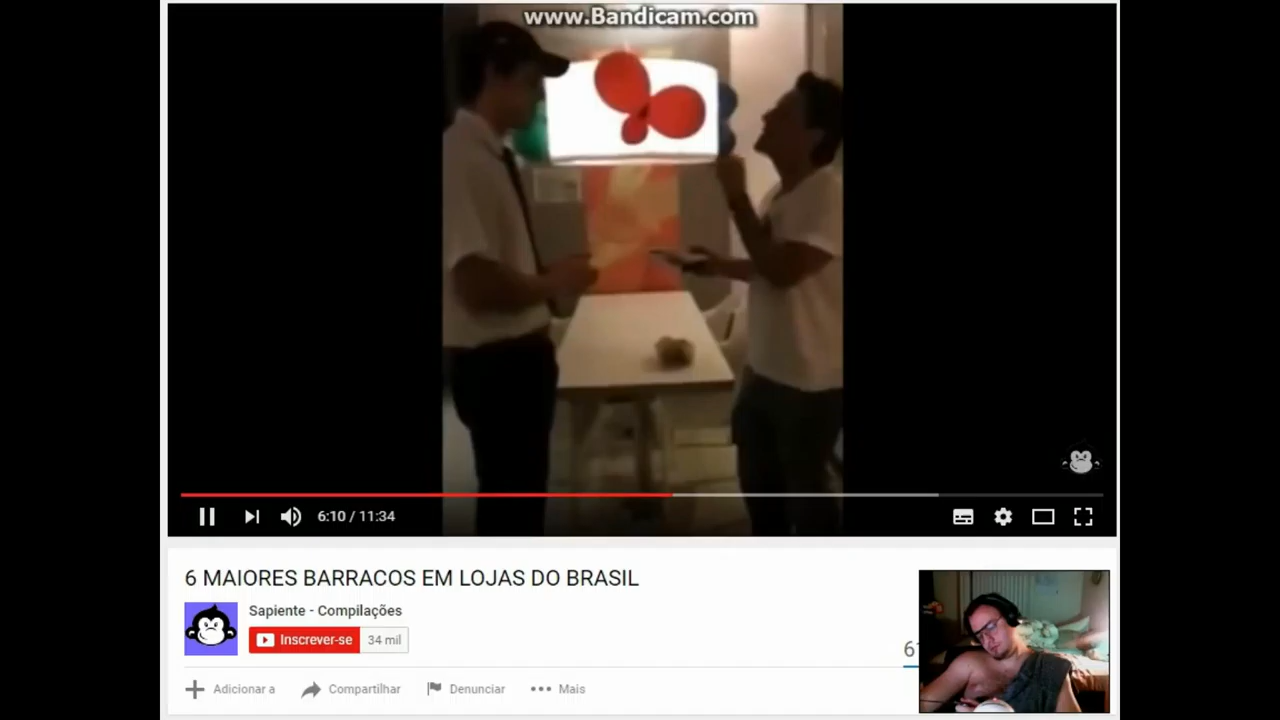 www.Bandicam.com
6:10 / 11:34
6 MAIORES BARRACOS EM LOJAS DO BRASIL
Sapiente - Compilações
Inscrever-se 34 mil
61
Adicionar a Compartilhar Denunciar Mais